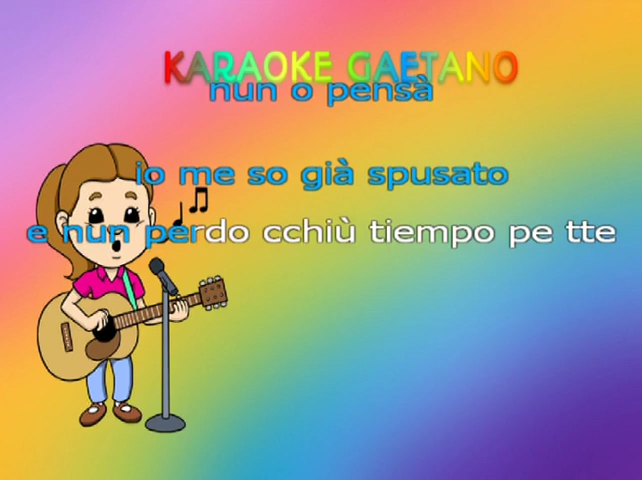 KARAOKE GAETANO
nun o pensà
io me so già spusato
e nun perdo cchiù tiempo pe tte